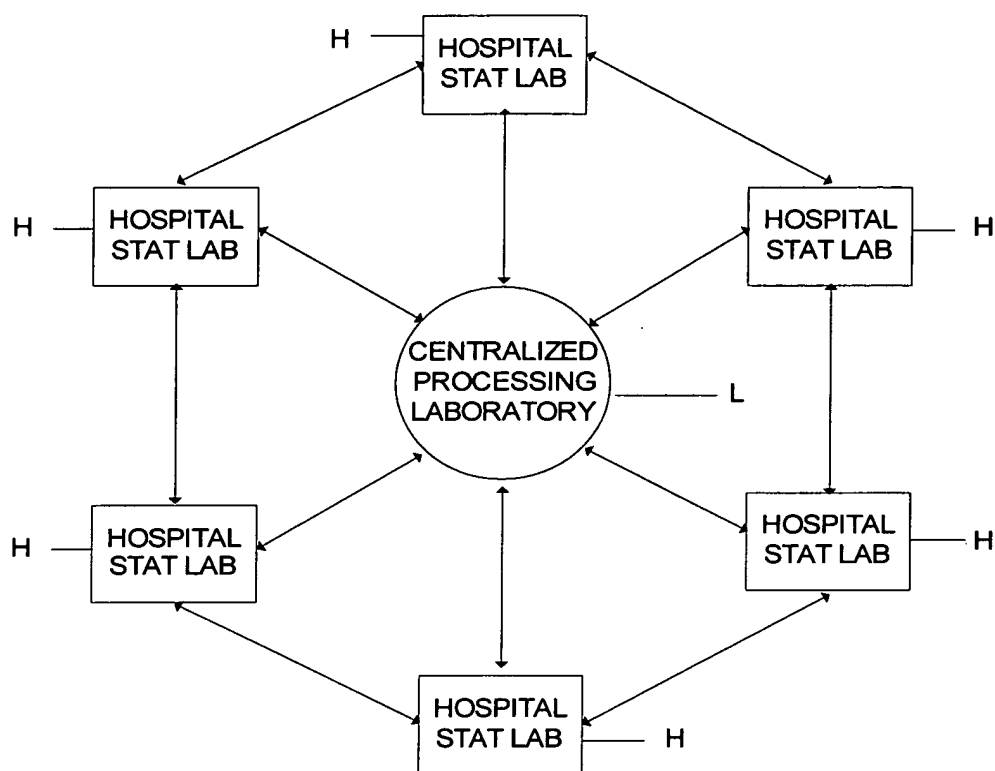 H
HOSPITAL
STAT LAB
H
HOSPITAL
STAT LAB
HOSPITAL
STAT LAB
H
CENTRALIZED
PROCESSING
LABORATORY
L
H
HOSPITAL
STAT LAB
HOSPITAL
STAT LAB
H
HOSPITAL
STAT LAB
H